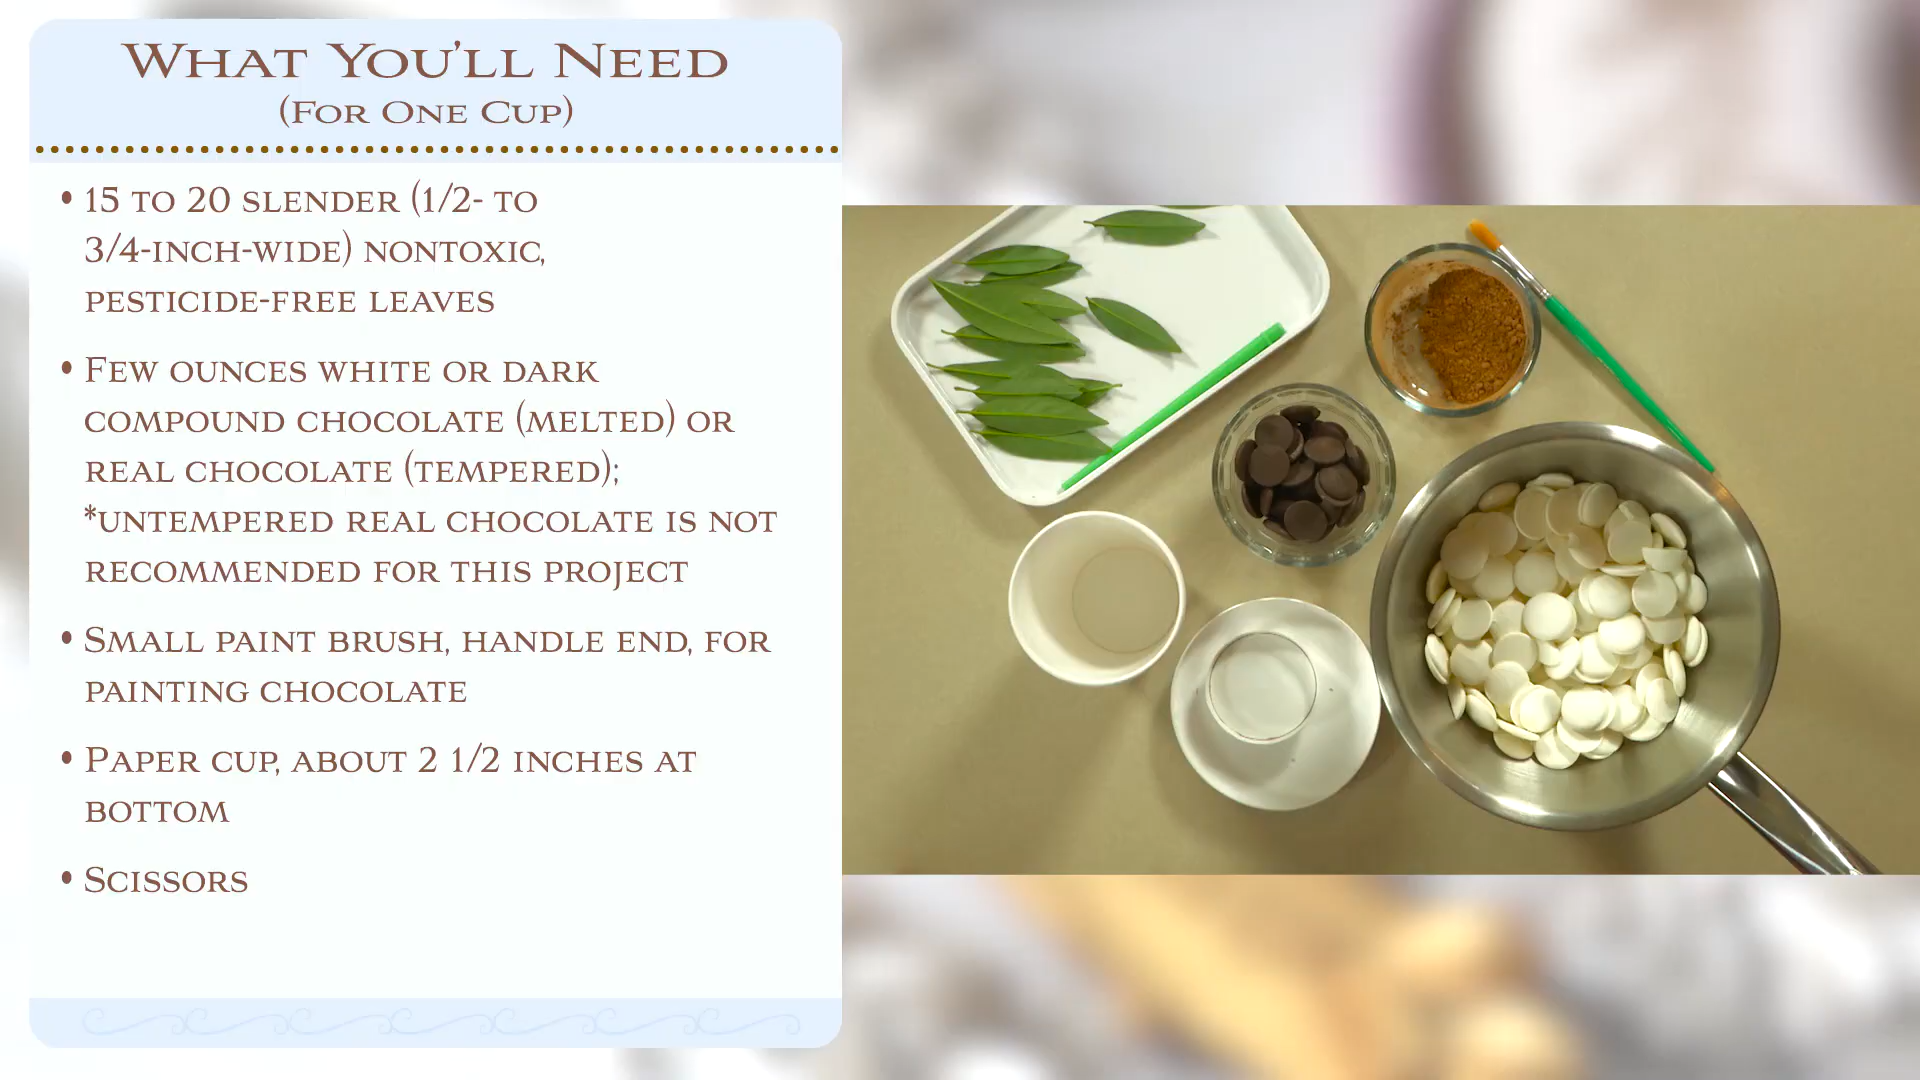 What You'll Need
(For One Cup)
• 15 to 20 slender (1/2- to
3/4-inch-wide) nontoxic,
pesticide-free leaves
• Few ounces white or dark
compound chocolate (melted) or
real chocolate (tempered);
*untempered real chocolate is not
recommended for this project
• Small paint brush, handle end, for
painting chocolate
• Paper cup, about 2 1/2 inches at
bottom
• Scissors